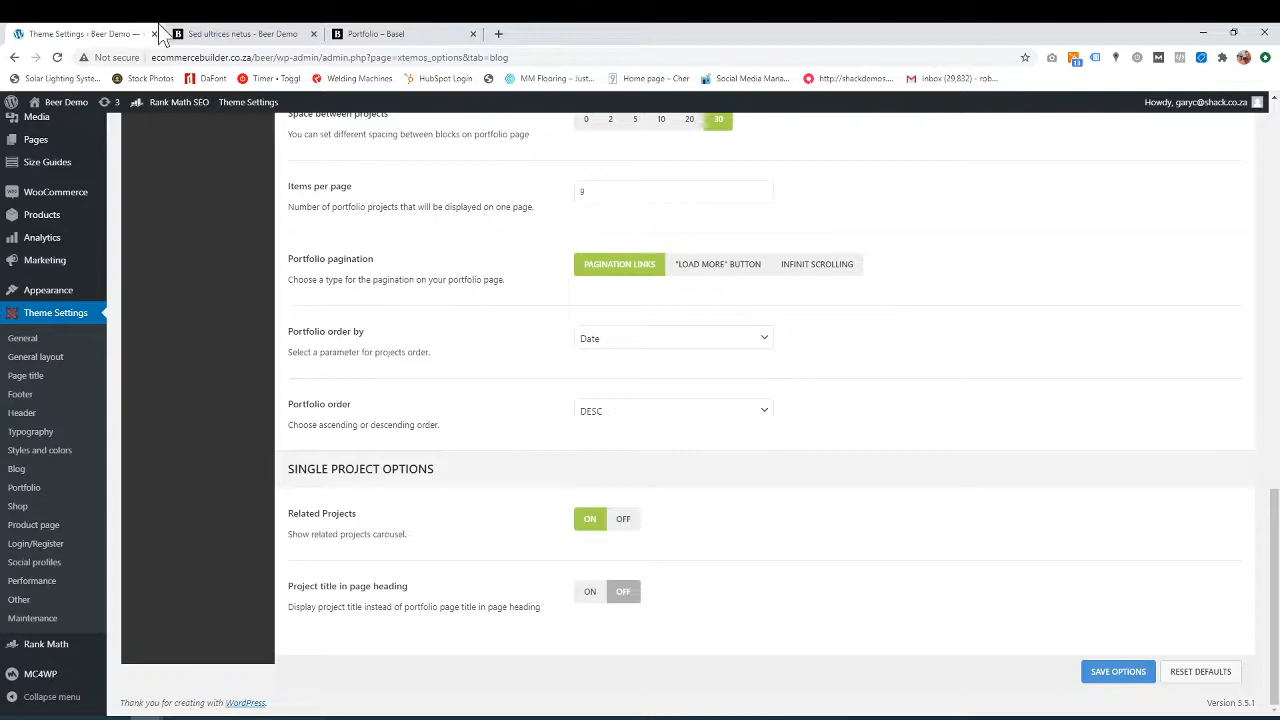 Theme Settings ‹ Beer Demo —
Sed ultrices netus - Beer Demo
Portfolio – Basel
Not secure
ecommercebuilder.co.za/beer/wp-admin/admin.php?page=xtemos_options&tab=blog
Solar Lighting Syste...
Stock Photos
DaFont
Timer • Toggl
Welding Machines
HubSpot Login
MM Flooring – Just...
Home page – Cher
Social Media Mana...
http://shackdemos...
Inbox (29,832) - rob...
Beer Demo
3
Rank Math SEO
Theme Settings
Howdy, garyc@shack.co.za
Media
Pages
Size Guides
WooCommerce
Products
Analytics
Marketing
Appearance
Theme Settings
General
General layout
Page title
Footer
Header
Typography
Styles and colors
Blog
Portfolio
Shop
Product page
Login/Register
Social profiles
Performance
Other
Maintenance
Rank Math
MC4WP
Collapse menu
Space between projects
You can set different spacing between blocks on portfolio page
0 2 5 10 20 30
Items per page
Number of portfolio projects that will be displayed on one page.
9
Portfolio pagination
Choose a type for the pagination on your portfolio page.
PAGINATION LINKS "LOAD MORE" BUTTON INFINIT SCROLLING
Portfolio order by
Select a parameter for projects order.
Date
Portfolio order
Choose ascending or descending order.
DESC
SINGLE PROJECT OPTIONS
Related Projects
Show related projects carousel.
ON OFF
Project title in page heading
Display project title instead of portfolio page title in page heading
ON OFF
SAVE OPTIONS
RESET DEFAULTS
Thank you for creating with WordPress.
Version 5.5.1